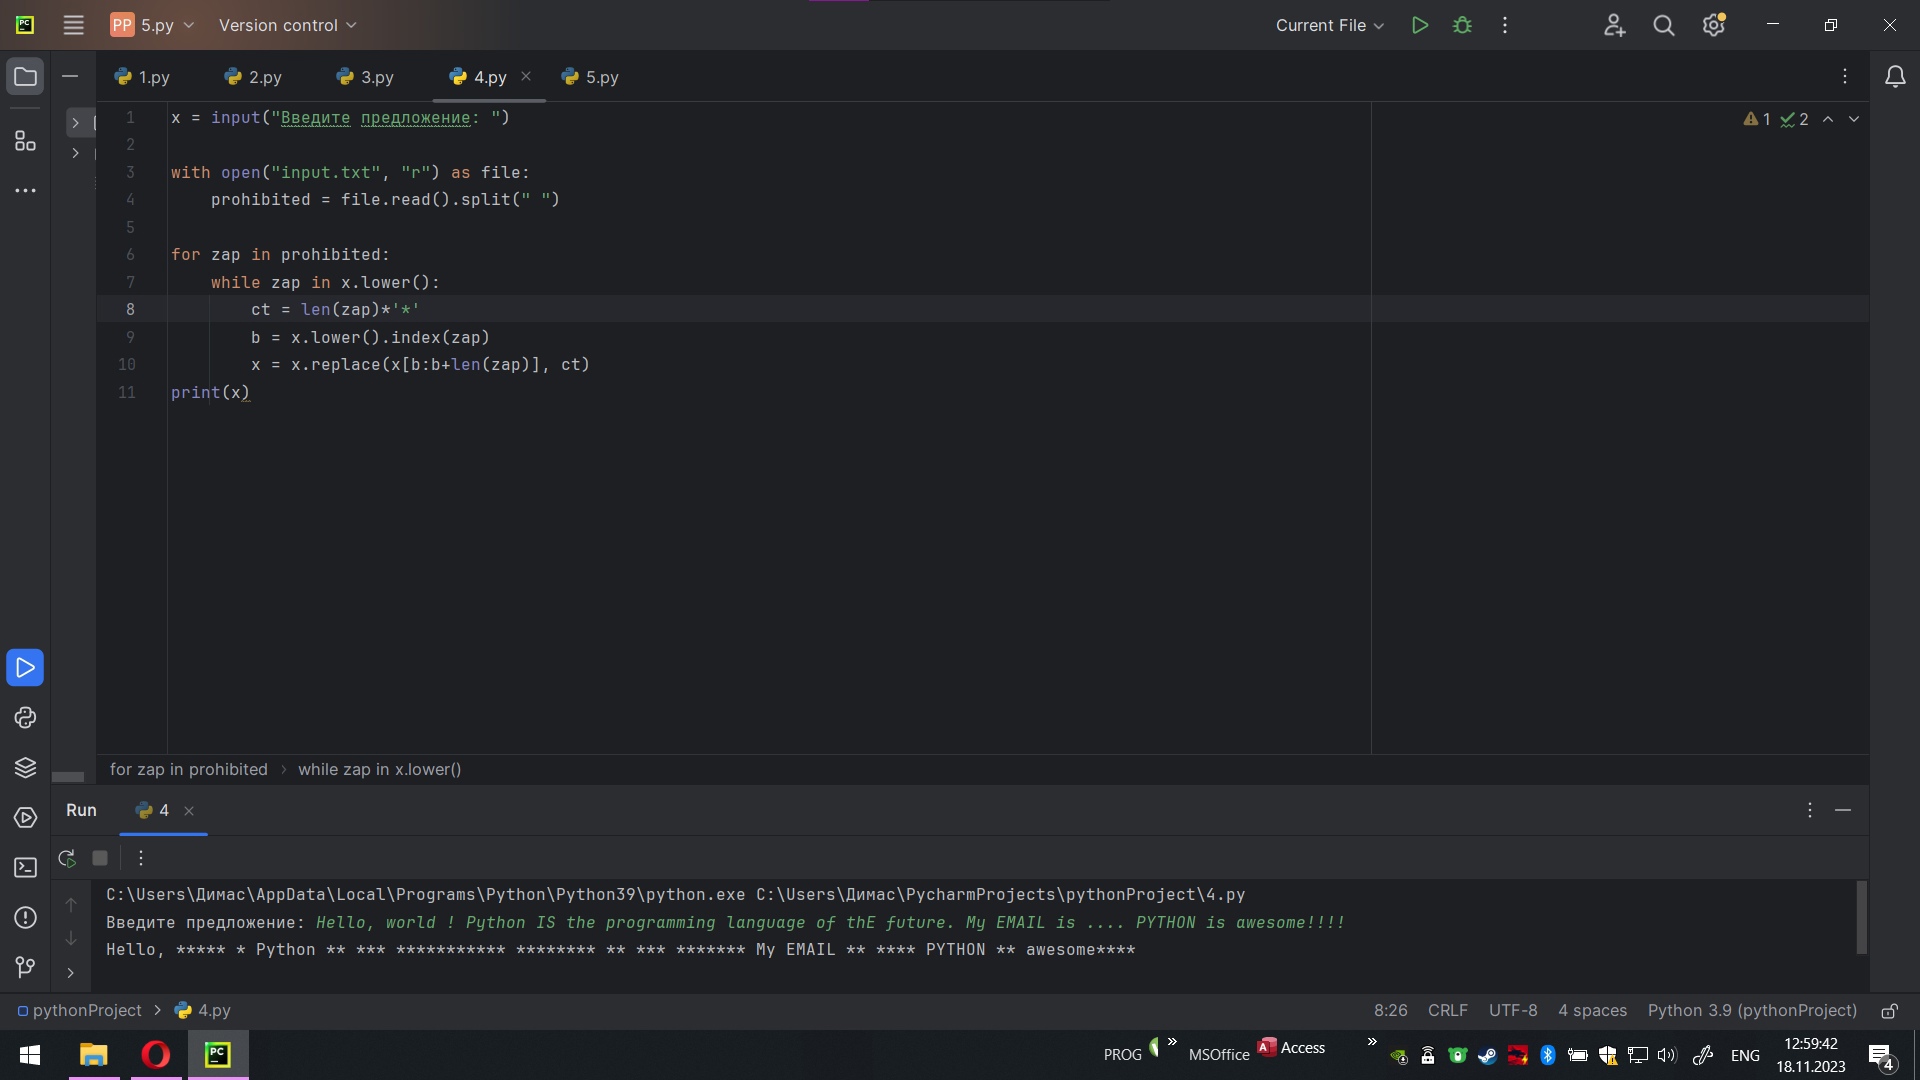 PC PP 5.py Version control Current File
1.py 2.py 3.py 4.py 5.py
1 x = input("Введите предложение: ") 1 2
2
3 with open("input.txt", "r") as file:
4     prohibited = file.read().split(" ")
5
6 for zap in prohibited:
7     while zap in x.lower():
8         ct = len(zap)*'*'
9         b = x.lower().index(zap)
10         x = x.replace(x[b:b+len(zap)], ct)
11 print(x)
for zap in prohibited > while zap in x.lower()
Run 4
C:\Users\Димас\AppData\Local\Programs\Python\Python39\python.exe C:\Users\Димас\PycharmProjects\pythonProject\4.py
Введите предложение: Hello, world ! Python IS the programming language of thE future. My EMAIL is .... PYTHON is awesome!!!!
Hello, ***** * Python ** *** *********** ******** ** *** ******* My EMAIL ** **** PYTHON ** awesome****
pythonProject > 4.py 8:26 CRLF UTF-8 4 spaces Python 3.9 (pythonProject)
PC PROG » MSOffice A Access » ENG 12:59:42 4
18.11.2023